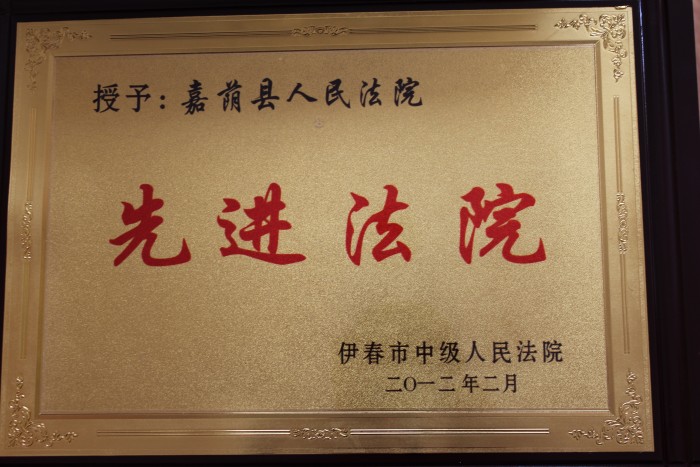 授予：嘉荫县人民法院
先进法院
伊春市中级人民法院
二〇一二年二月